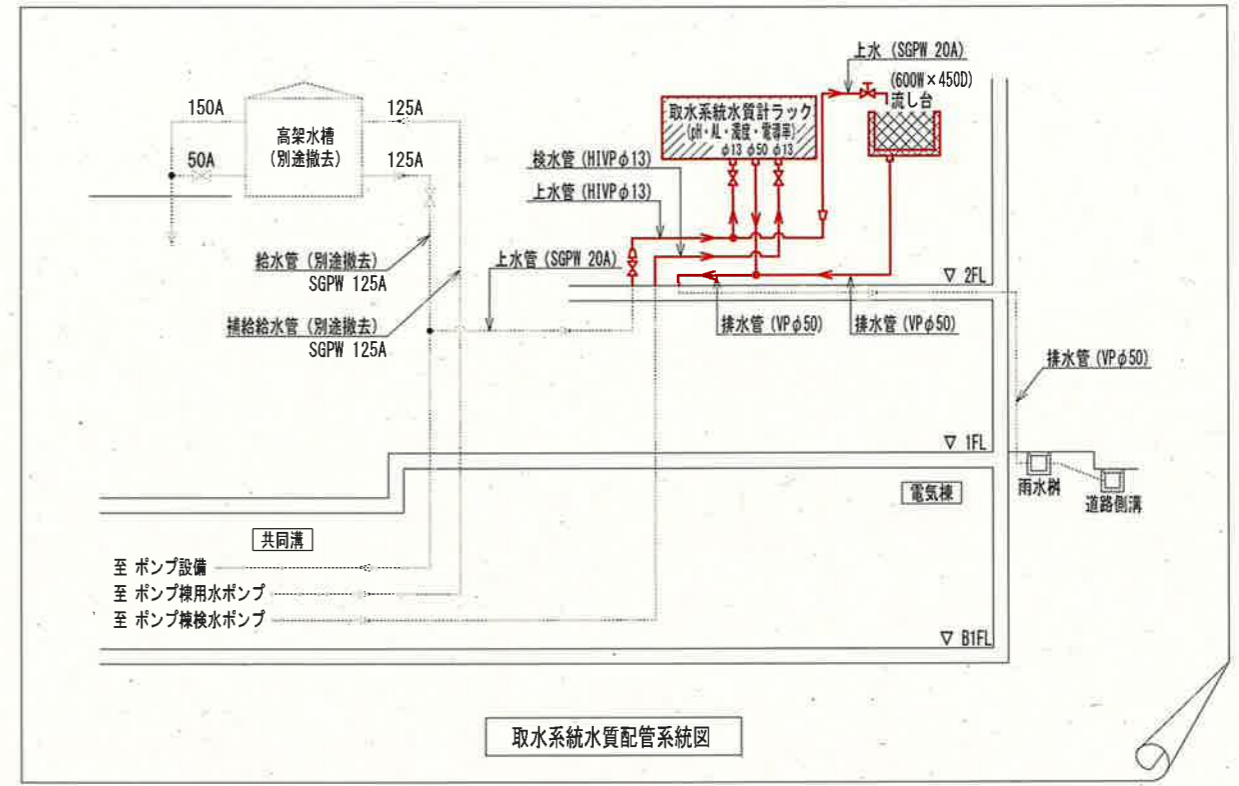 上水 (SGPW 20A)
(600W×450D)
流し台
150A
125A
高架水槽
(別途撤去)
50A
125A
取水系統水質計ラック
(pH・AL・濁度・電導率)
φ13 φ50 φ13
検水管 (HIVPφ13)
上水管 (HIVPφ13)
給水管 (別途撤去)
SGPW 125A
上水管 (SGPW 20A)
▽ 2FL
補給給水管 (別途撤去)
SGPW 125A
排水管 (VPφ50)
排水管 (VPφ50)
排水管 (VPφ50)
▽ 1FL
電気棟
雨水桝
道路側溝
共同溝
至 ポンプ設備
至 ポンプ棟用水ポンプ
至 ポンプ棟検水ポンプ
▽ B1FL
取水系統水質配管系統図